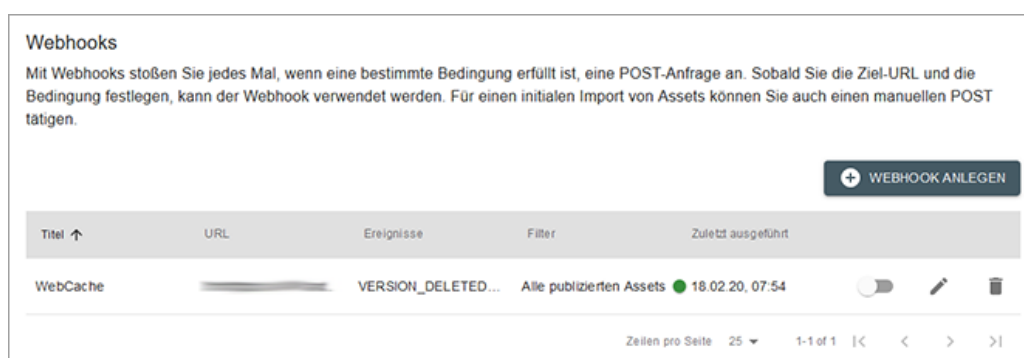 Webhooks
Mit Webhooks stoßen Sie jedes Mal, wenn eine bestimmte Bedingung erfüllt ist, eine POST-Anfrage an. Sobald Sie die Ziel-URL und die
Bedingung festlegen, kann der Webhook verwendet werden. Für einen initialen Import von Assets können Sie auch einen manuellen POST
tätigen.
WEBHOOK ANLEGEN
Titel URL Ereignisse Filter Zuletzt ausgeführt
WebCache VERSION_DELETED... Alle publizierten Assets 18.02.20, 07:54
Zeilen pro Seite 25 1-1 of 1